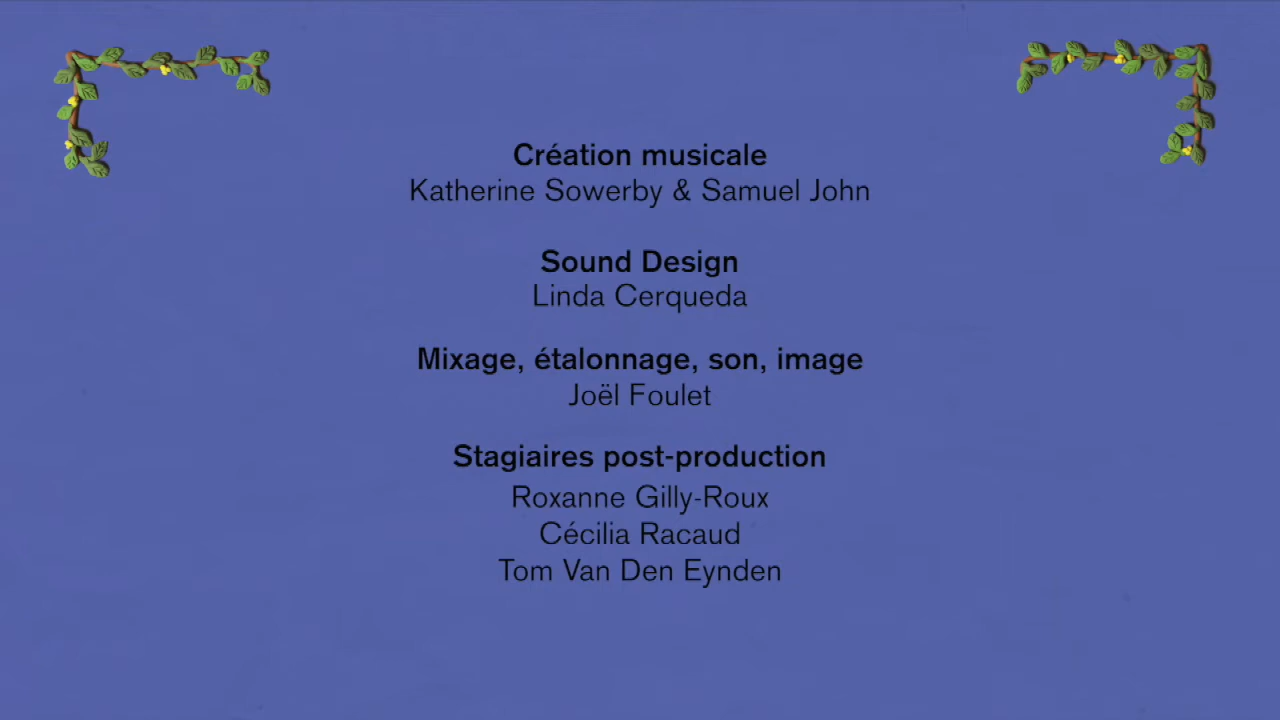 Création musicale
Katherine Sowerby & Samuel John
Sound Design
Linda Cerqueda
Mixage, étalonnage, son, image
Joël Foulet
Stagiaires post-production
Roxanne Gilly-Roux
Cécilia Racaud
Tom Van Den Eynden